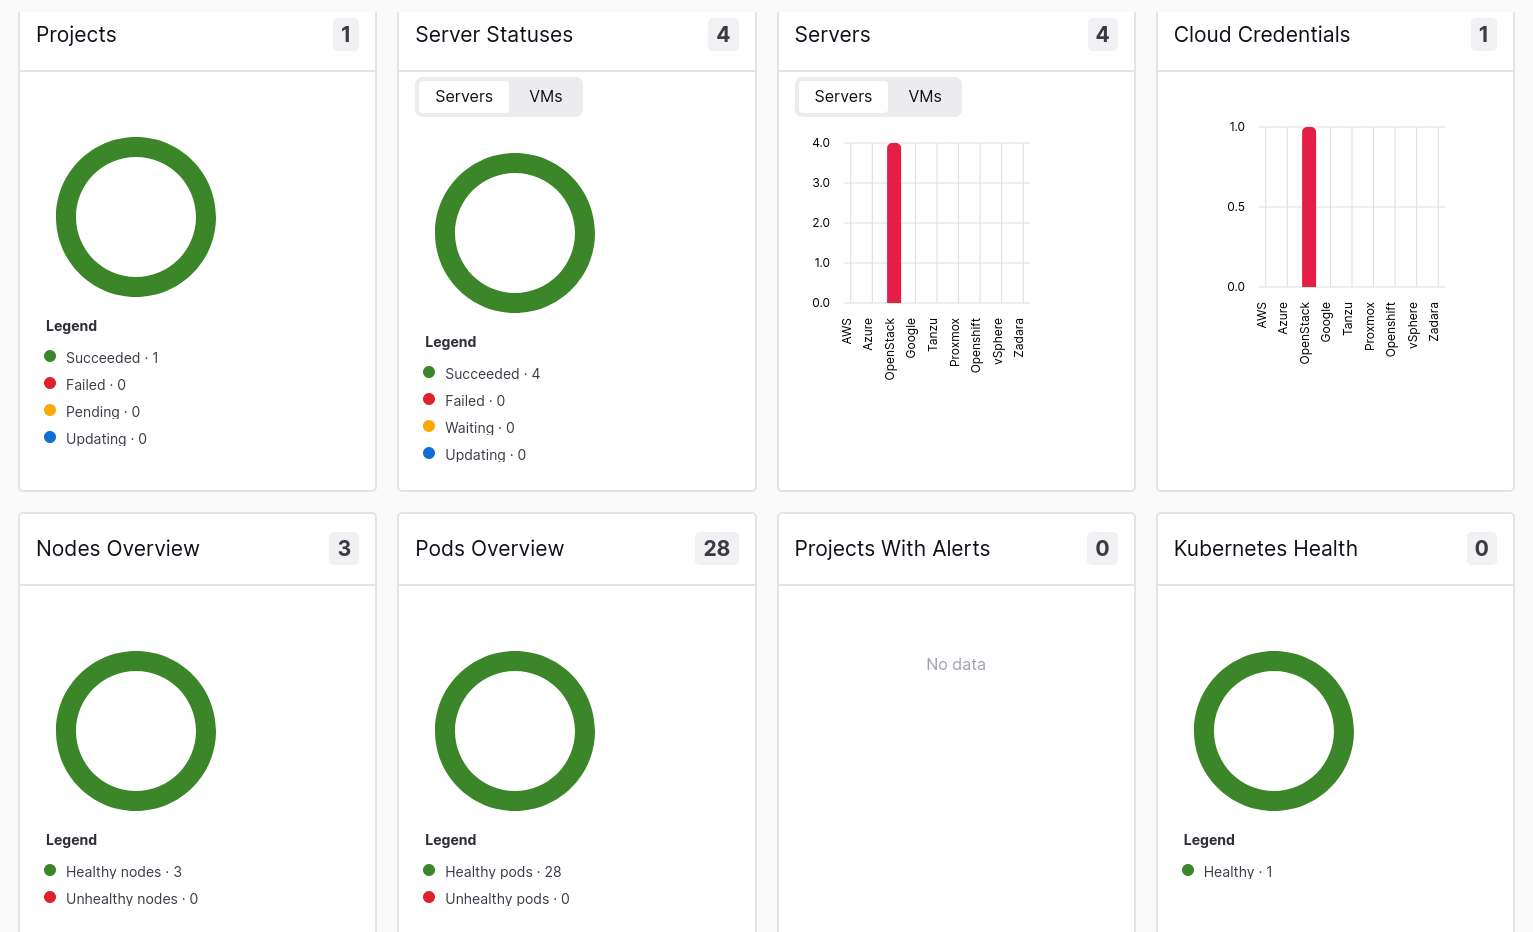 Projects
1
Legend
Succeeded · 1
Failed · 0
Pending · 0
Updating · 0
Server Statuses
4
Servers VMs
Legend
Succeeded · 4
Failed · 0
Waiting · 0
Updating · 0
Servers
4
Servers VMs
4.0
3.0
2.0
1.0
0.0
AWS
Azure
OpenStack
Google
Tanzu
Proxmox
Openshift
vSphere
Zadara
Cloud Credentials
1
1.0
0.5
0.0
AWS
Azure
OpenStack
Google
Tanzu
Proxmox
Openshift
vSphere
Zadara
Nodes Overview
3
Legend
Healthy nodes · 3
Unhealthy nodes · 0
Pods Overview
28
Legend
Healthy pods · 28
Unhealthy pods · 0
Projects With Alerts
0
No data
Kubernetes Health
0
Legend
Healthy · 1